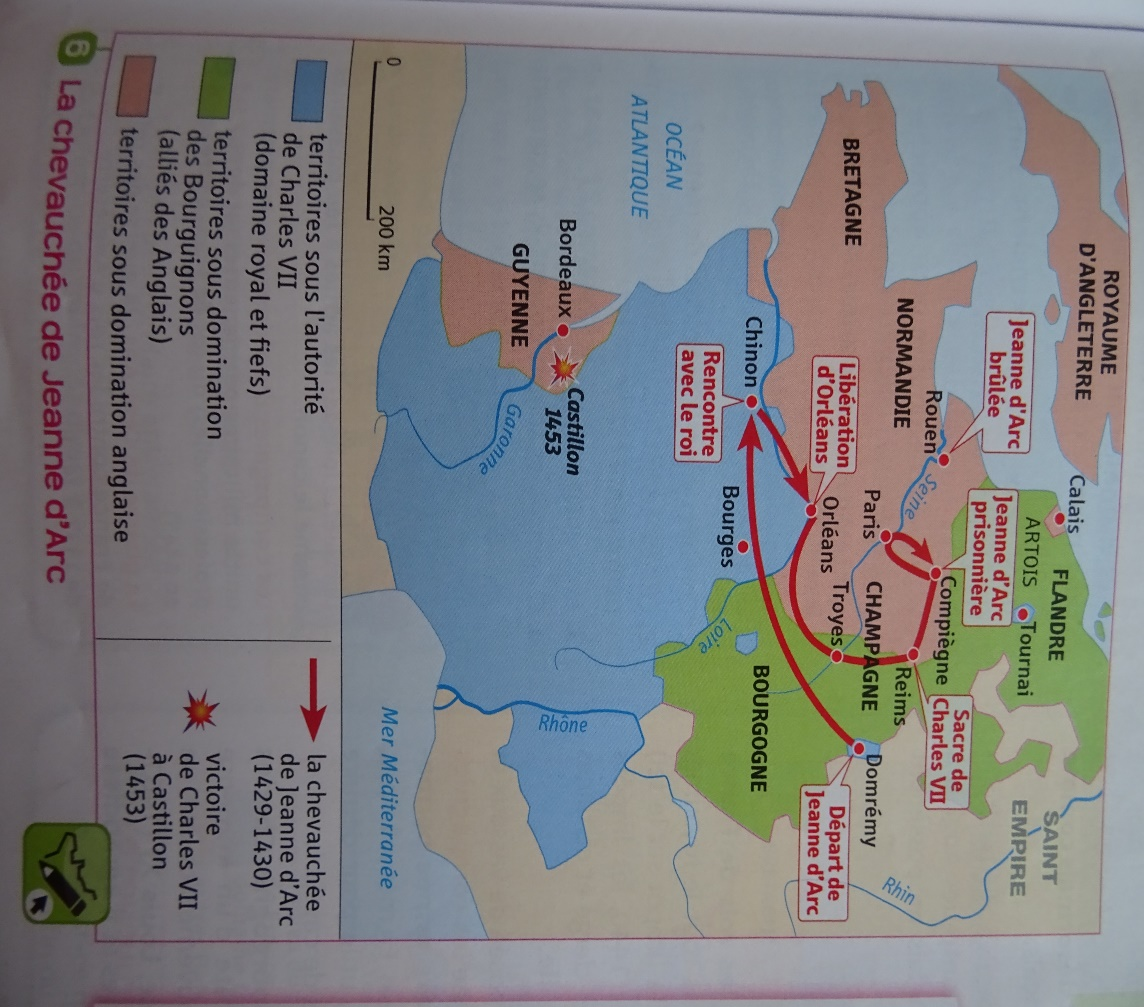 ROYAUME
D'ANGLETERRE
Calais
FLANDRE
ARTOIS
Tournai
SAINT
EMPIRE
Jeanne d'Arc
brûlée
Jeanne d'Arc
prisonnière
Sacre de
Charles VII
Rouen
Seine
Compiègne
Reims
NORMANDIE
Paris
CHAMPAGNE
Domrémy
Rhin
BRETAGNE
Libération
d'Orléans
Orléans
Troyes
Départ de
Jeanne d'Arc
Chinon
Rencontre
avec le roi
Bourges
Loire
BOURGOGNE
OCÉAN
ATLANTIQUE
Bordeaux
GUYENNE
Castillon
1453
Garonne
Rhône
Mer Méditerranée
0
200 km
territoires sous l'autorité
de Charles VII
(domaine royal et fiefs)
territoires sous domination
des Bourguignons
(alliés des Anglais)
territoires sous domination anglaise
la chevauchée
de Jeanne d'Arc
(1429-1430)
victoire
de Charles VII
à Castillon
(1453)
6 La chevauchée de Jeanne d'Arc